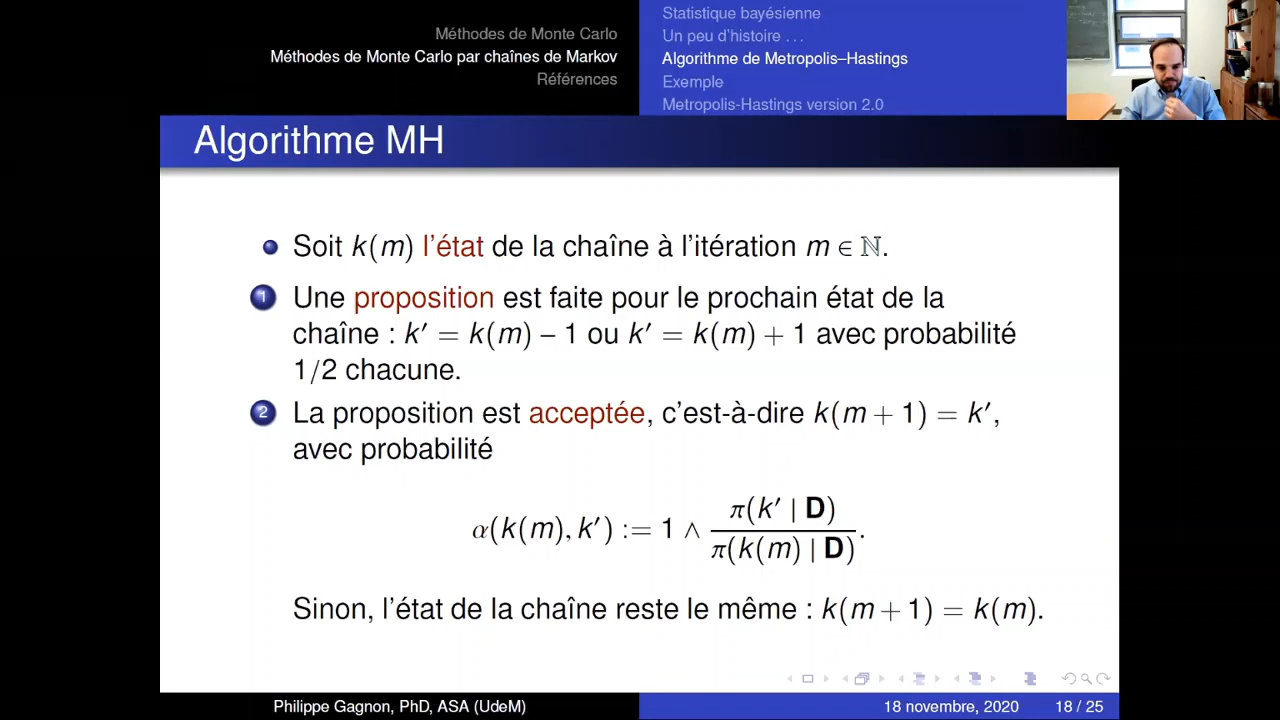 Méthodes de Monte Carlo
Méthodes de Monte Carlo par chaînes de Markov
Références
Statistique bayésienne
Un peu d'histoire . . .
Algorithme de Metropolis–Hastings
Exemple
Metropolis-Hastings version 2.0
Algorithme MH
Soit k(m) l'état de la chaîne à l'itération m ∈ ℕ.
1 Une proposition est faite pour le prochain état de la
chaîne : k′ = k(m) – 1 ou k′ = k(m) + 1 avec probabilité
1/2 chacune.
2 La proposition est acceptée, c'est-à-dire k(m + 1) = k′,
avec probabilité
α(k(m), k′) := 1 ∧ π(k′ | D) / π(k(m) | D).
Sinon, l'état de la chaîne reste le même : k(m + 1) = k(m).
Philippe Gagnon, PhD, ASA (UdeM)
18 novembre, 2020
18 / 25